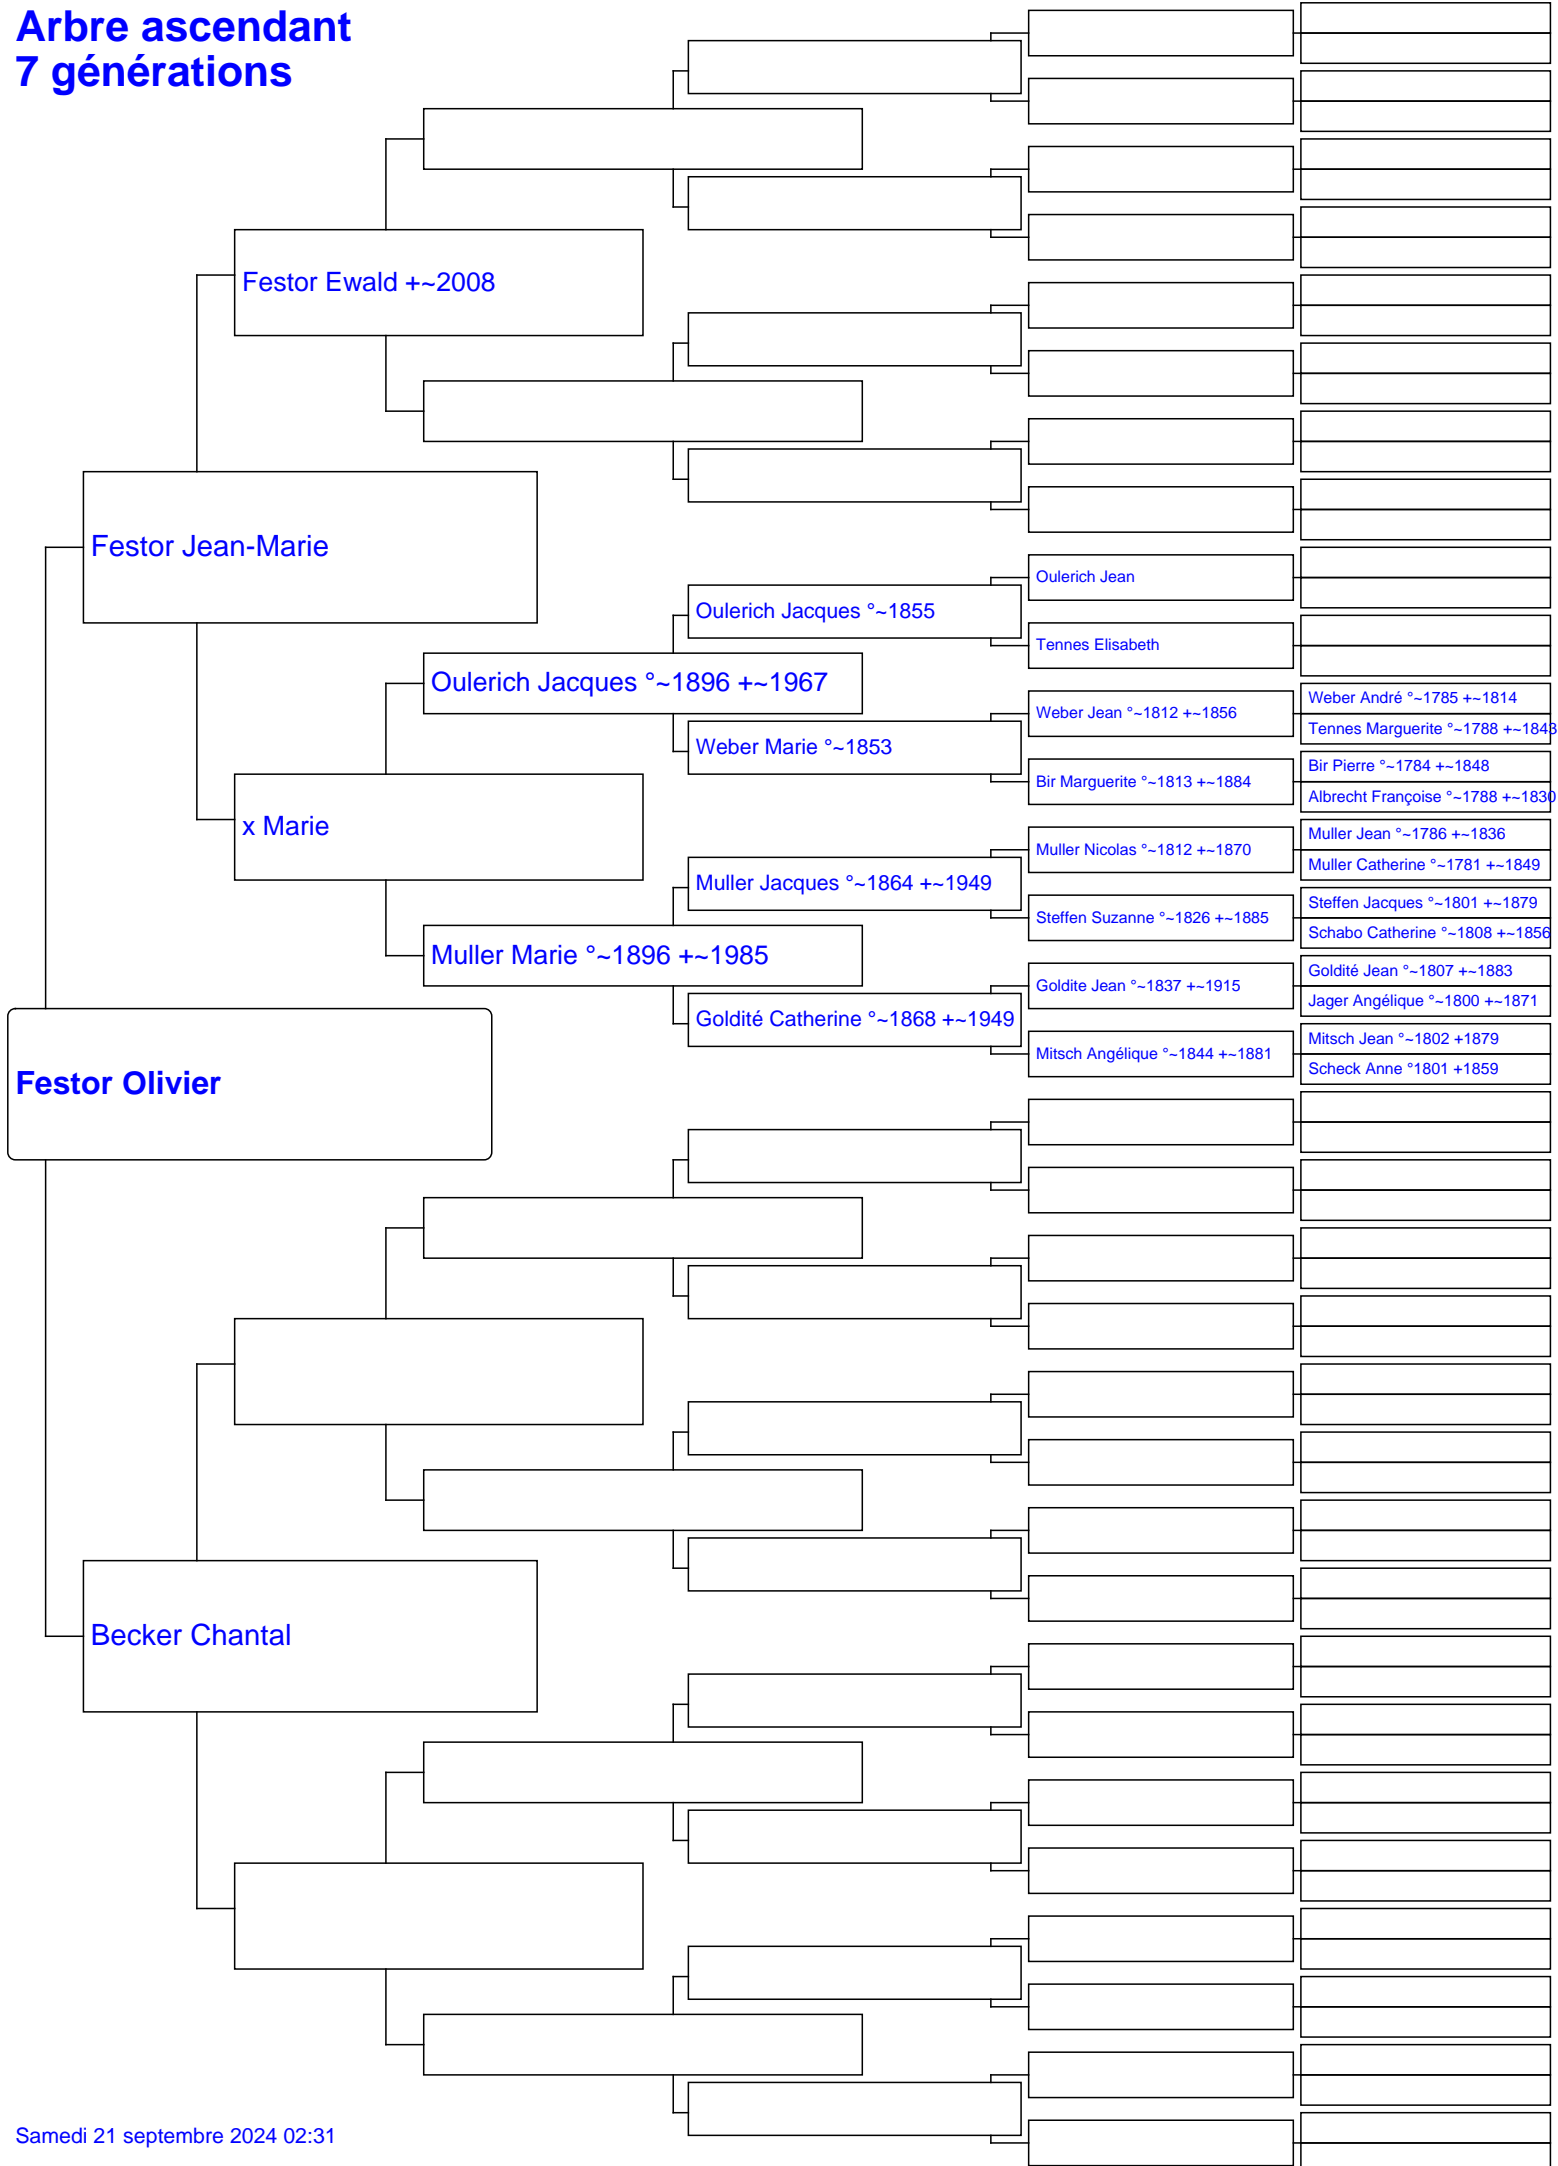 Arbre ascendant
7 générations
Festor Ewald +~2008
Festor Jean-Marie
Oulerich Jean
Oulerich Jacques °~1855
Tennes Elisabeth
Oulerich Jacques °~1896 +~1967
Weber André °~1785 +~1814
Weber Jean °~1812 +~1856
Tennes Marguerite °~1788 +~1843
Weber Marie °~1853
Bir Pierre °~1784 +~1848
Bir Marguerite °~1813 +~1884
Albrecht Françoise °~1788 +~1830
x Marie
Muller Jean °~1786 +~1836
Muller Nicolas °~1812 +~1870
Muller Catherine °~1781 +~1849
Muller Jacques °~1864 +~1949
Steffen Jacques °~1801 +~1879
Steffen Suzanne °~1826 +~1885
Schabo Catherine °~1808 +~1856
Muller Marie °~1896 +~1985
Goldité Jean °~1807 +~1883
Goldite Jean °~1837 +~1915
Jager Angélique °~1800 +~1871
Goldité Catherine °~1868 +~1949
Mitsch Jean °~1802 +1879
Mitsch Angélique °~1844 +~1881
Scheck Anne °1801 +1859
Festor Olivier
Becker Chantal
Samedi 21 septembre 2024 02:31